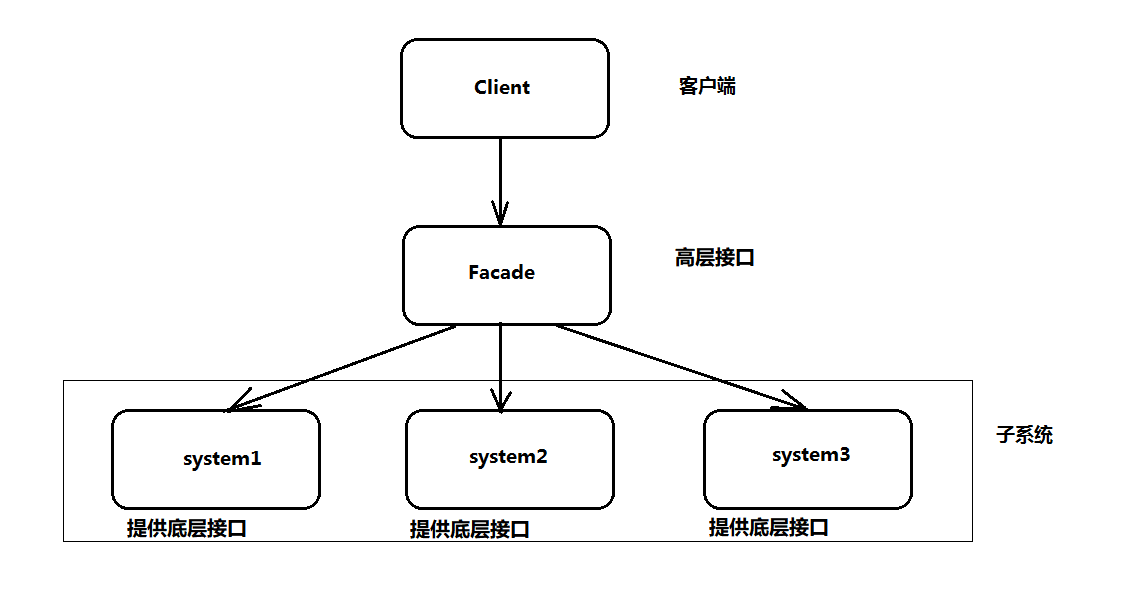 Client
客户端
Facade
高层接口
system1
system2
system3
子系统
提供底层接口
提供底层接口
提供底层接口